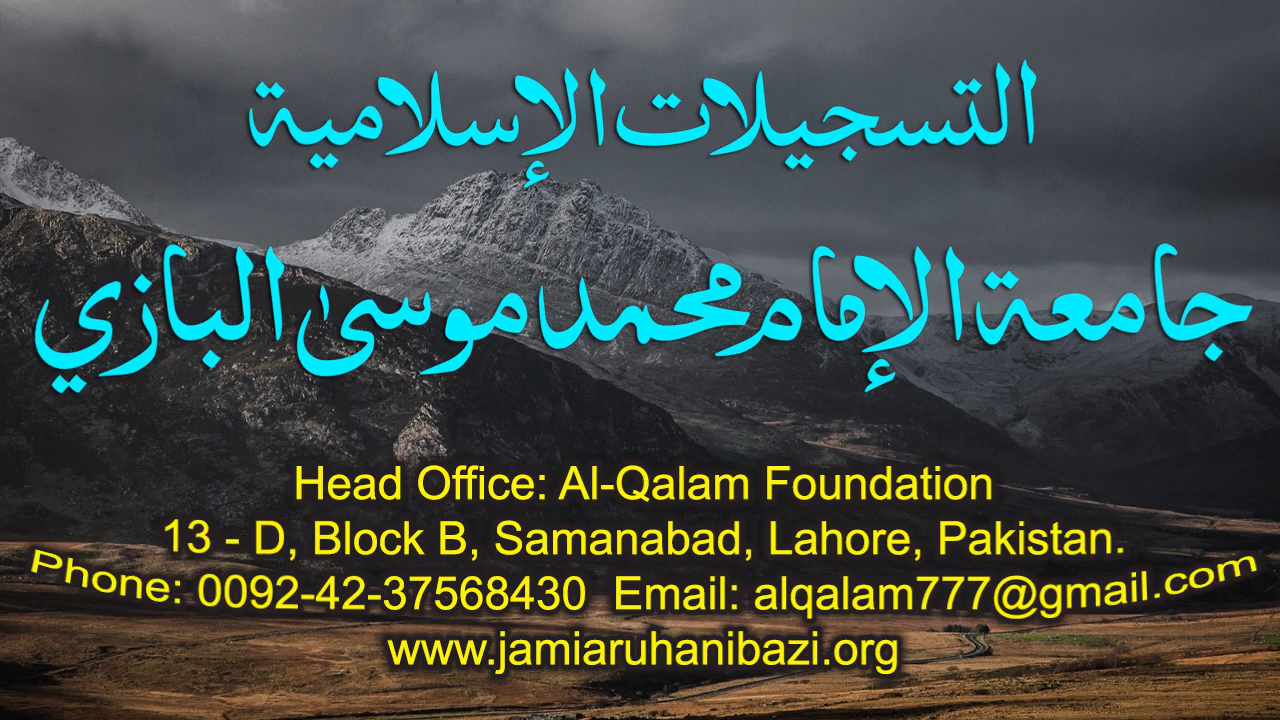 التسجيلات الإسلامية
جامعة الإمام محمد موسىٰ البازي
Head Office: Al-Qalam Foundation
13 - D, Block B, Samanabad, Lahore, Pakistan.
Phone: 0092-42-37568430 Email: alqalam777@gmail.com
www.jamiaruhanibazi.org